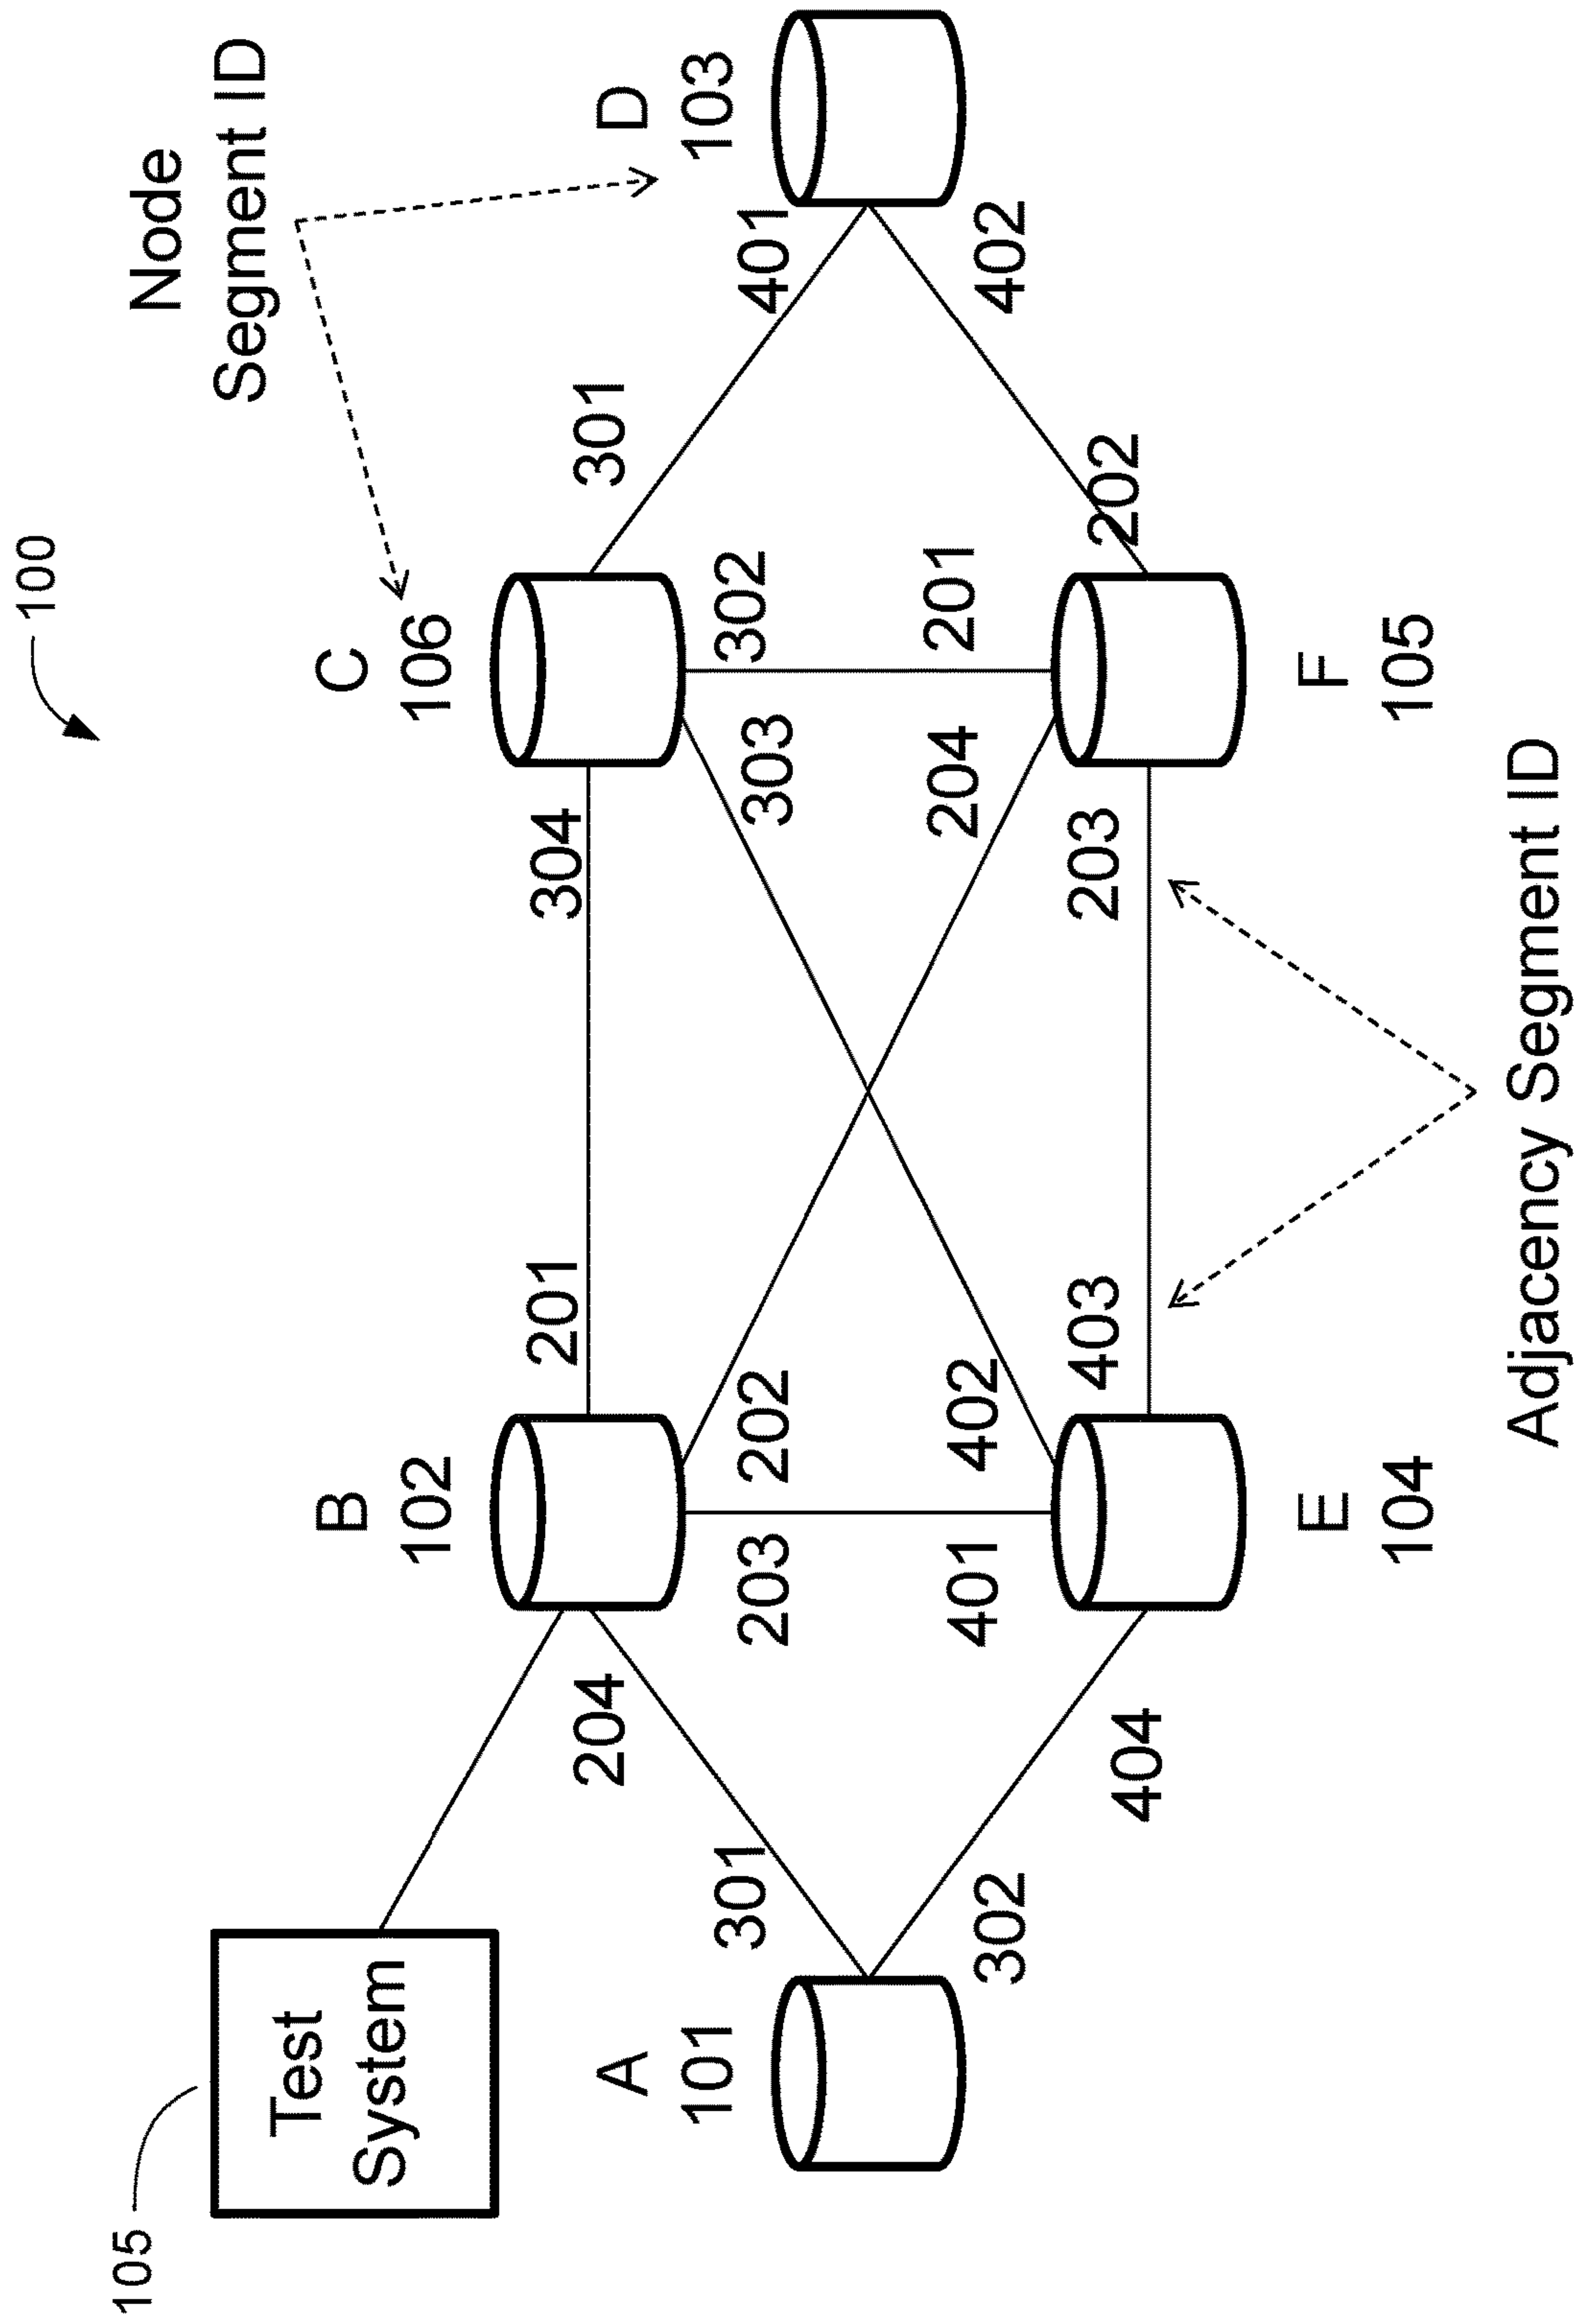 100
105
Node
Segment ID
Test
System
B
102
C
106
201
304
A
101
204
301
D
103
301
203
202
303
302
401
401
402
204
201
302
402
404
403
203
202
E
104
F
105
Adjacency Segment ID